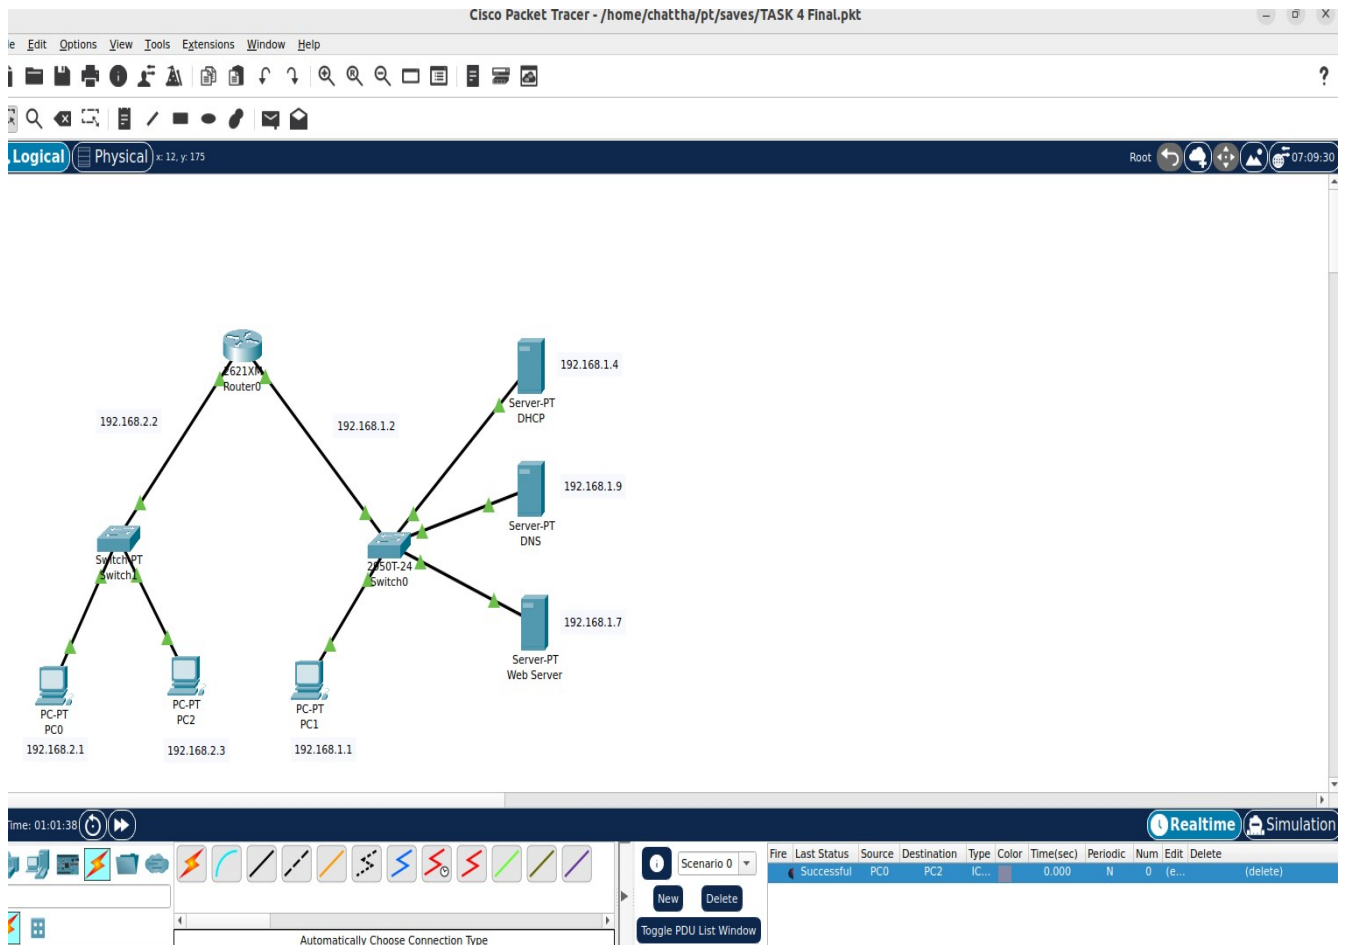 Cisco Packet Tracer - /home/chattha/pt/saves/TASK 4 Final.pkt
Edit Options View Tools Extensions Window Help
?
Logical Physical x: 12, y: 175
Root 07:09:30
2621XM
Router0
192.168.2.2
192.168.1.2
192.168.1.4
Server-PT
DHCP
192.168.1.9
Server-PT
DNS
192.168.1.7
Server-PT
Web Server
Switch-PT
Switch1
2950T-24
Switch0
PC-PT
PC0
192.168.2.1
PC-PT
PC2
192.168.2.3
PC-PT
PC1
192.168.1.1
Time: 01:01:38
Realtime Simulation
Automatically Choose Connection Type
Scenario 0
New Delete
Toggle PDU List Window
Fire Last Status Source Destination Type Color Time(sec) Periodic Num Edit Delete
Successful PC0 PC2 IC... 0.000 N 0 (e... (delete)